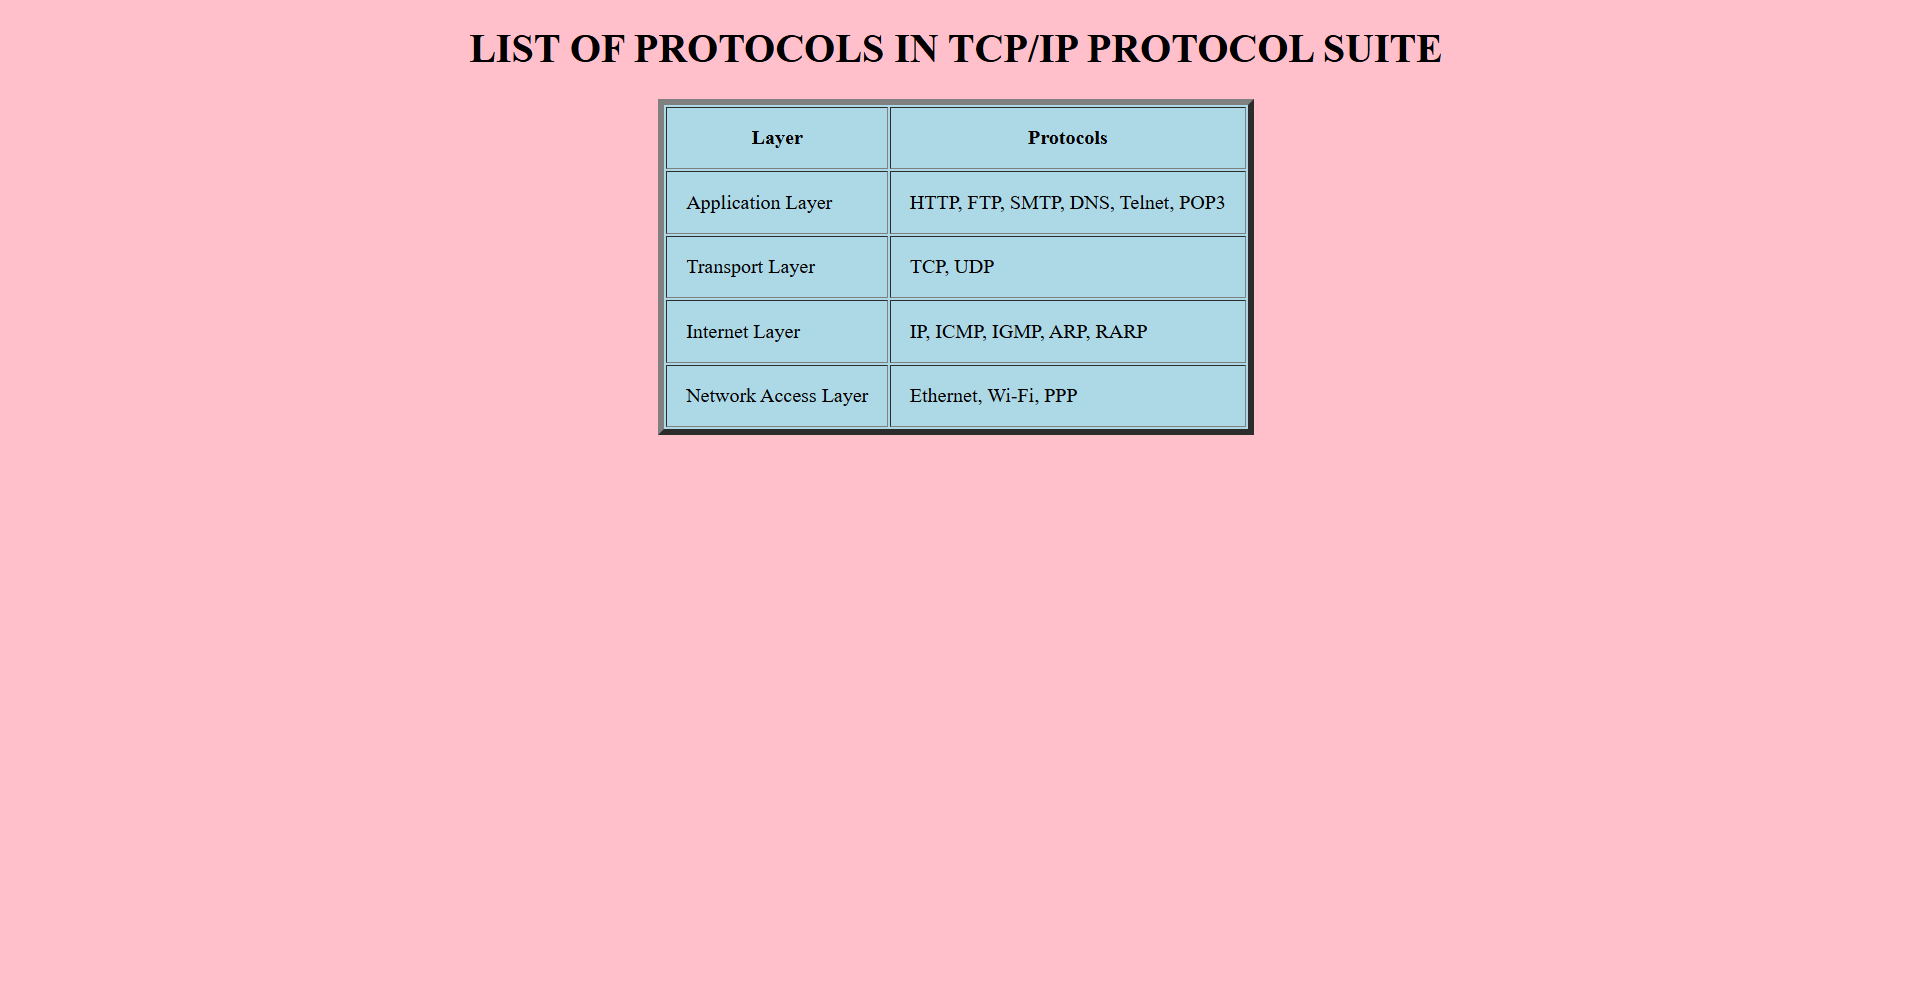 LIST OF PROTOCOLS IN TCP/IP PROTOCOL SUITE
Layer Protocols
Application Layer HTTP, FTP, SMTP, DNS, Telnet, POP3
Transport Layer TCP, UDP
Internet Layer IP, ICMP, IGMP, ARP, RARP
Network Access Layer Ethernet, Wi-Fi, PPP